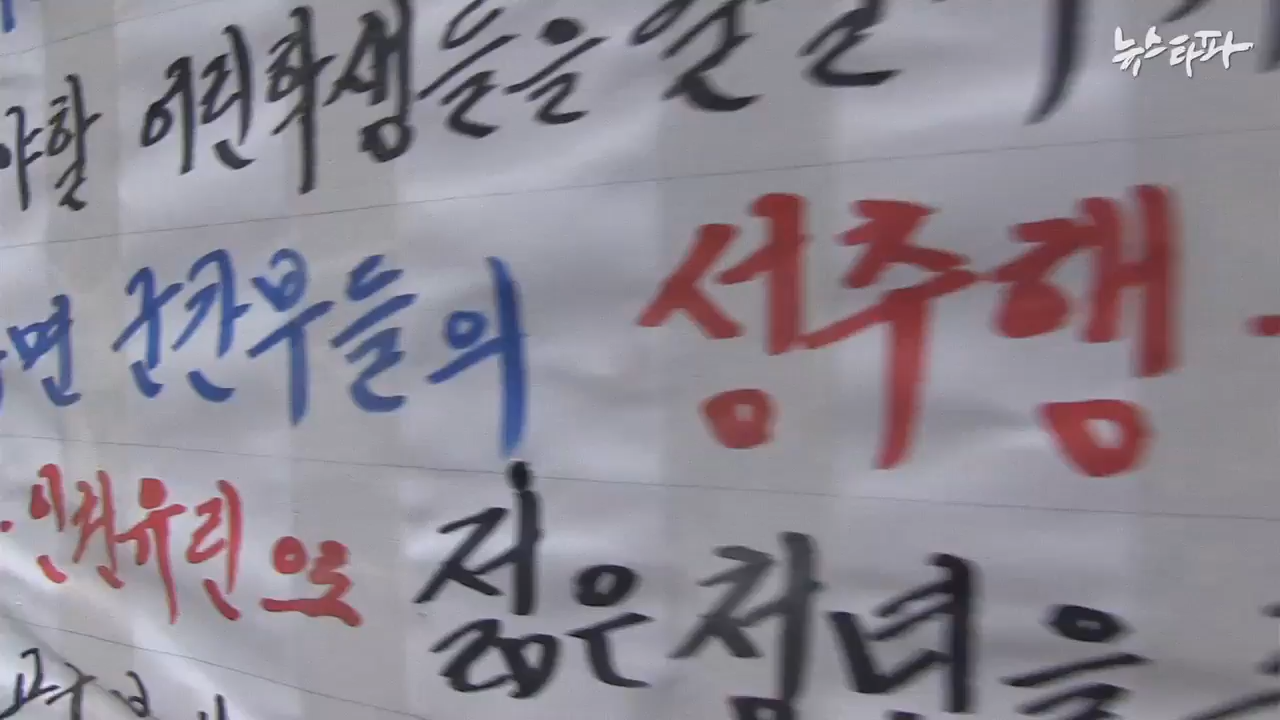 뉴스타파
야할 어린학생들을
면 군간부들의 성추행
인권유린으로 젊은 청년을